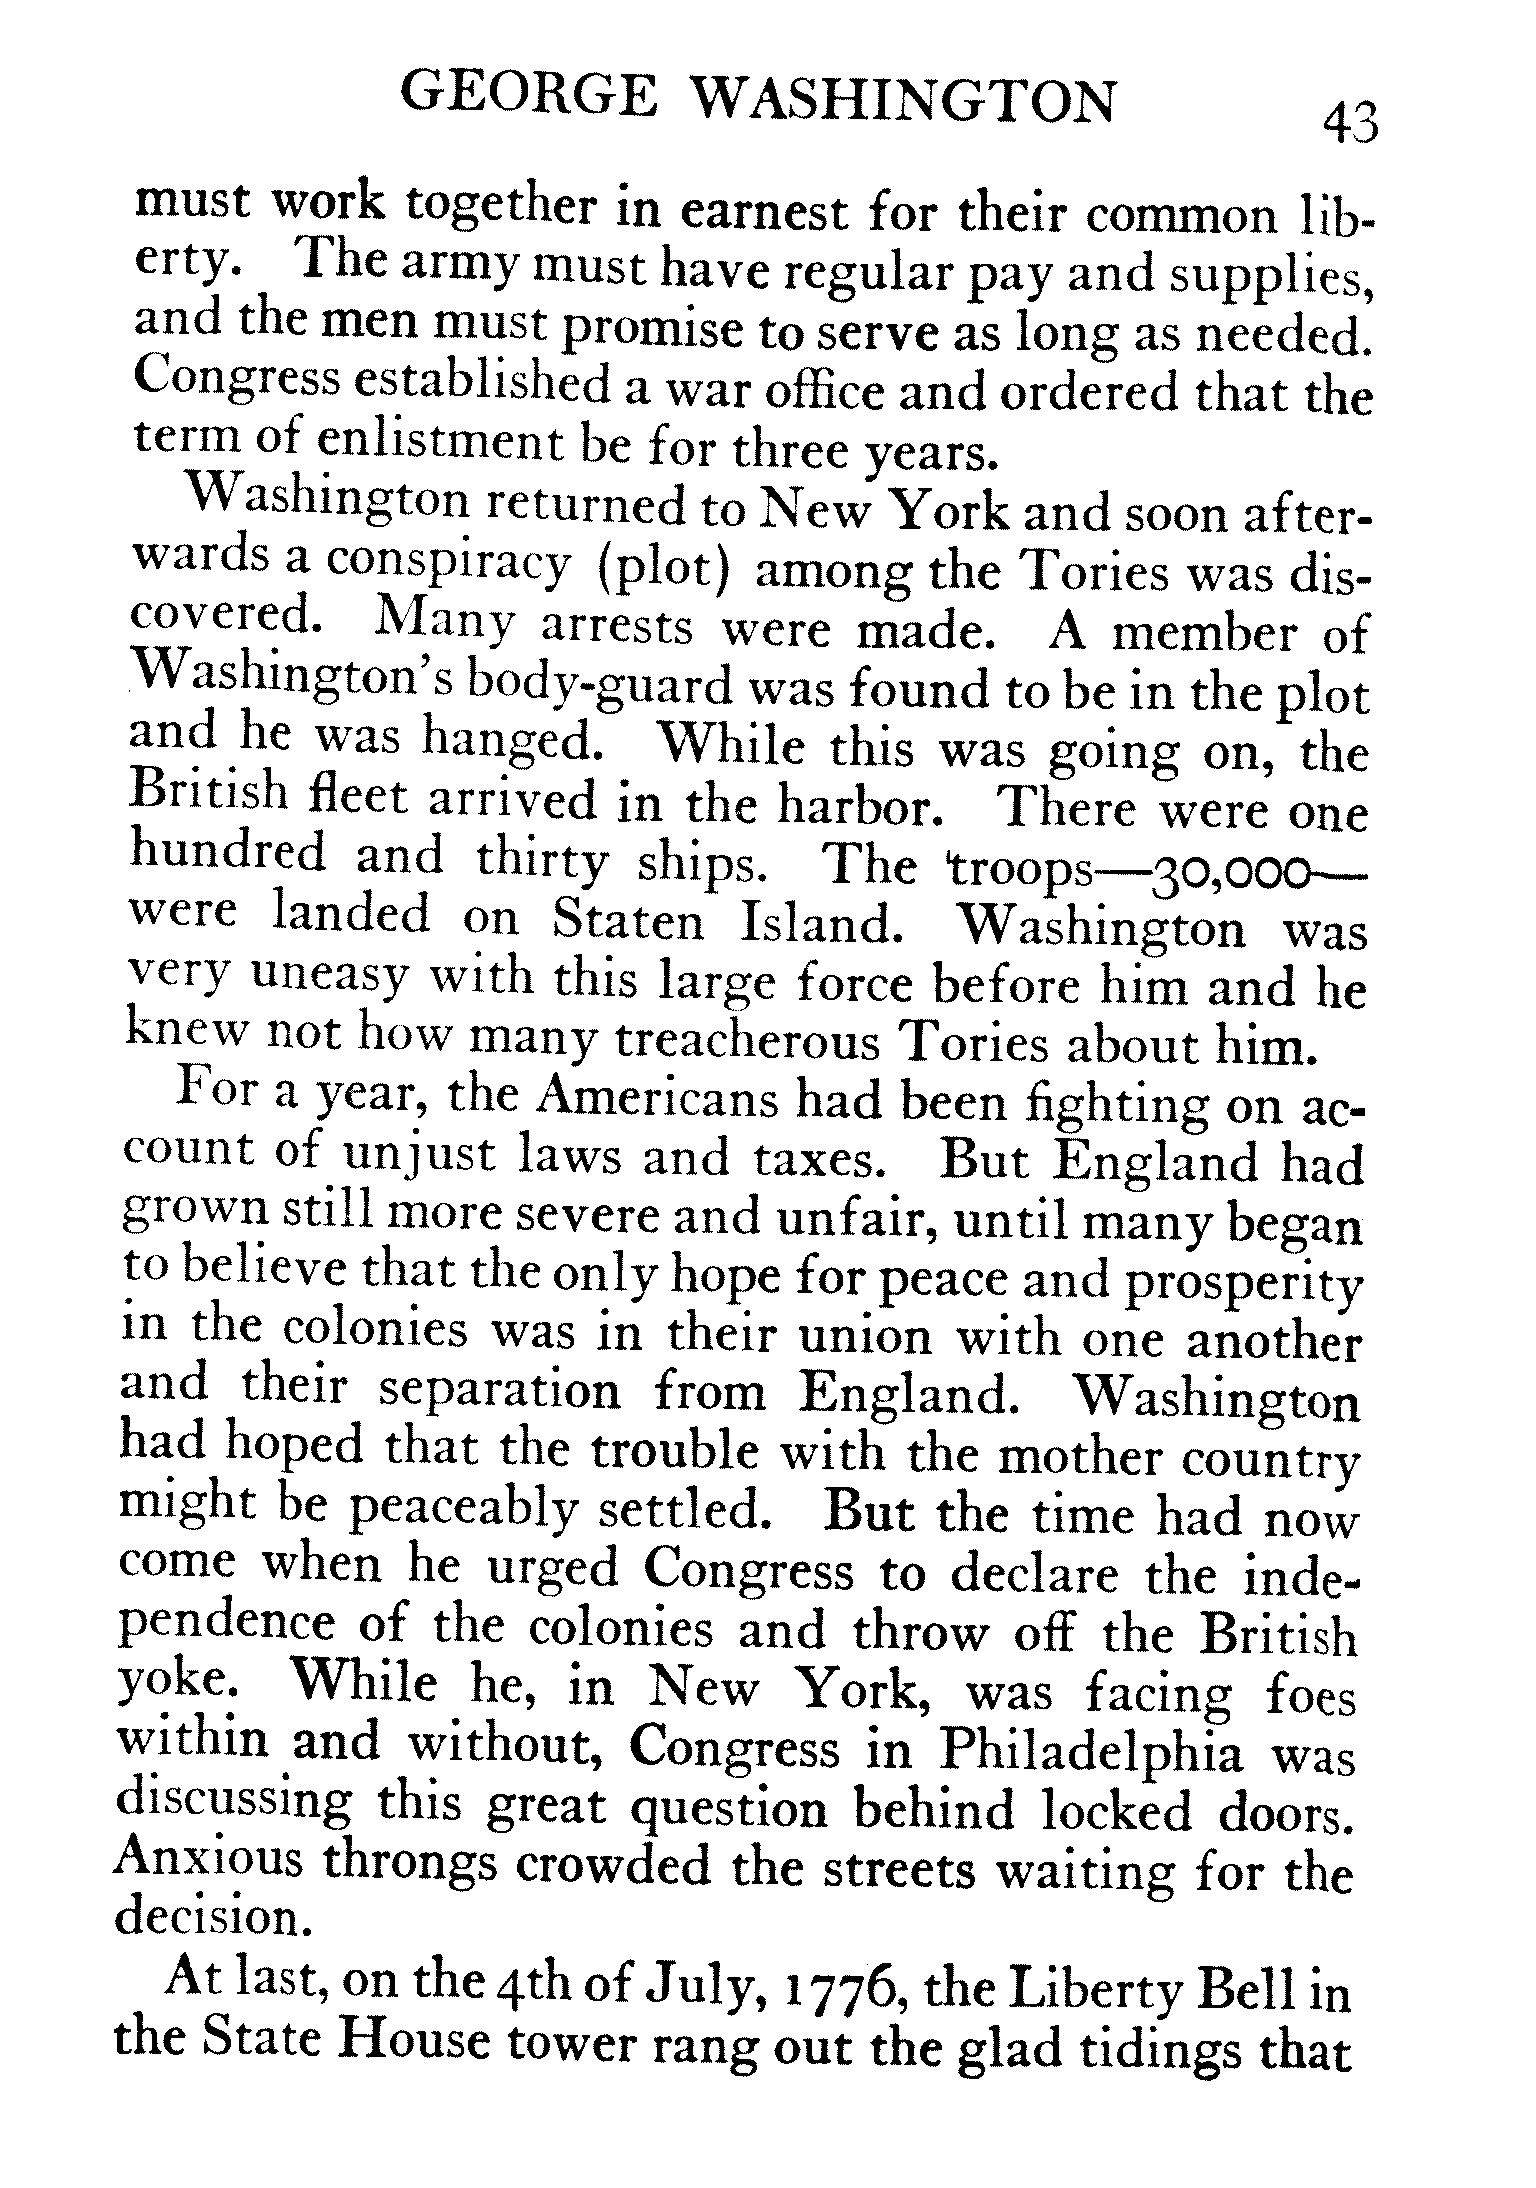 GEORGE WASHINGTON 43
must work together in earnest for their common lib-
erty. The army must have regular pay and supplies,
and the men must promise to serve as long as needed.
Congress established a war office and ordered that the
term of enlistment be for three years.
Washington returned to New York and soon after-
wards a conspiracy (plot) among the Tories was dis-
covered. Many arrests were made. A member of
Washington's body-guard was found to be in the plot
and he was hanged. While this was going on, the
British fleet arrived in the harbor. There were one
hundred and thirty ships. The troops—30,000—
were landed on Staten Island. Washington was
very uneasy with this large force before him and he
knew not how many treacherous Tories about him.
For a year, the Americans had been fighting on ac-
count of unjust laws and taxes. But England had
grown still more severe and unfair, until many began
to believe that the only hope for peace and prosperity
in the colonies was in their union with one another
and their separation from England. Washington
had hoped that the trouble with the mother country
might be peaceably settled. But the time had now
come when he urged Congress to declare the inde-
pendence of the colonies and throw off the British
yoke. While he, in New York, was facing foes
within and without, Congress in Philadelphia was
discussing this great question behind locked doors.
Anxious throngs crowded the streets waiting for the
decision.
At last, on the 4th of July, 1776, the Liberty Bell in
the State House tower rang out the glad tidings that